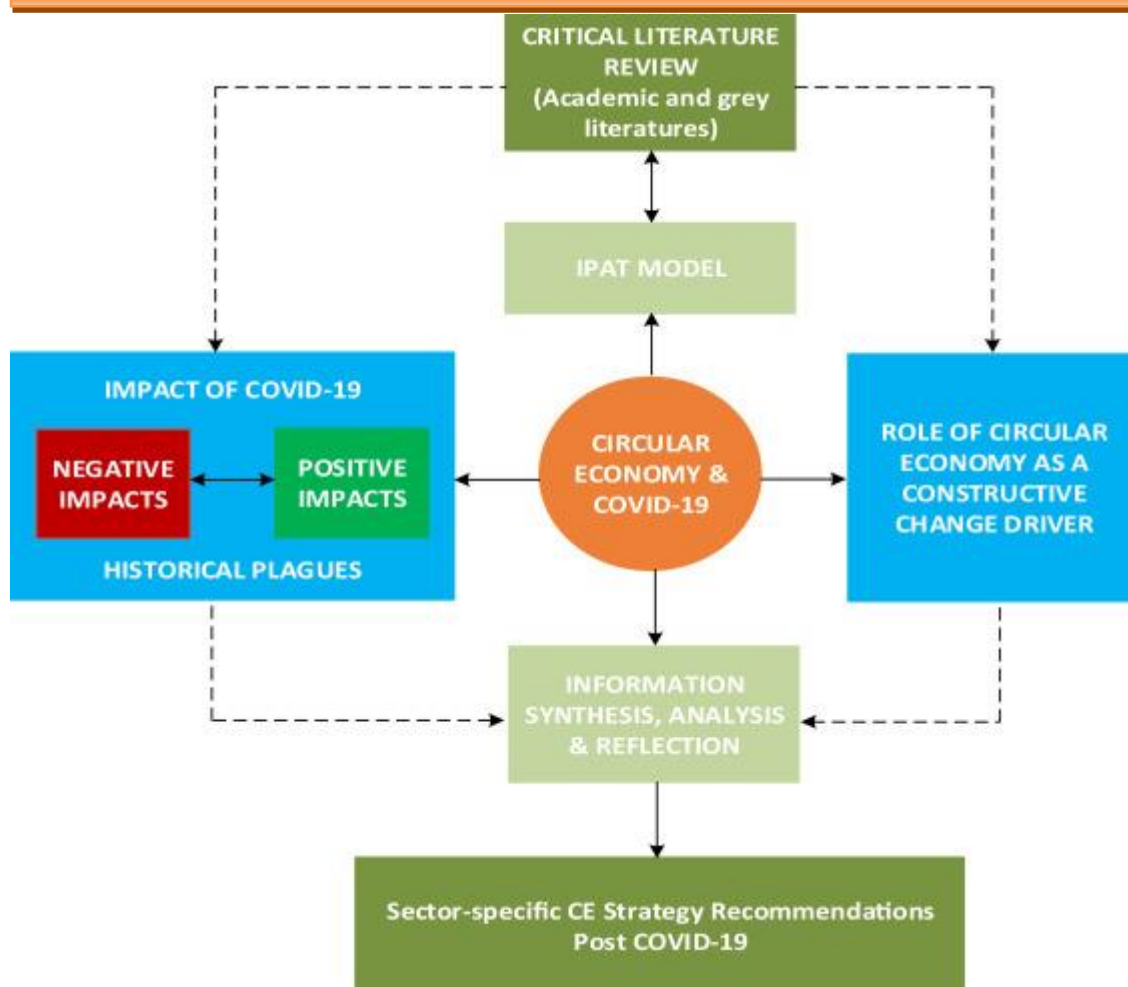 CRITICAL LITERATURE
REVIEW
(Academic and grey
literatures)
IPAT MODEL
IMPACT OF COVID-19
NEGATIVE
IMPACTS
POSITIVE
IMPACTS
HISTORICAL PLAGUES
CIRCULAR
ECONOMY &
COVID-19
ROLE OF CIRCULAR
ECONOMY AS A
CONSTRUCTIVE
CHANGE DRIVER
INFORMATION
SYNTHESIS, ANALYSIS
& REFLECTION
Sector-specific CE Strategy Recommendations
Post COVID-19